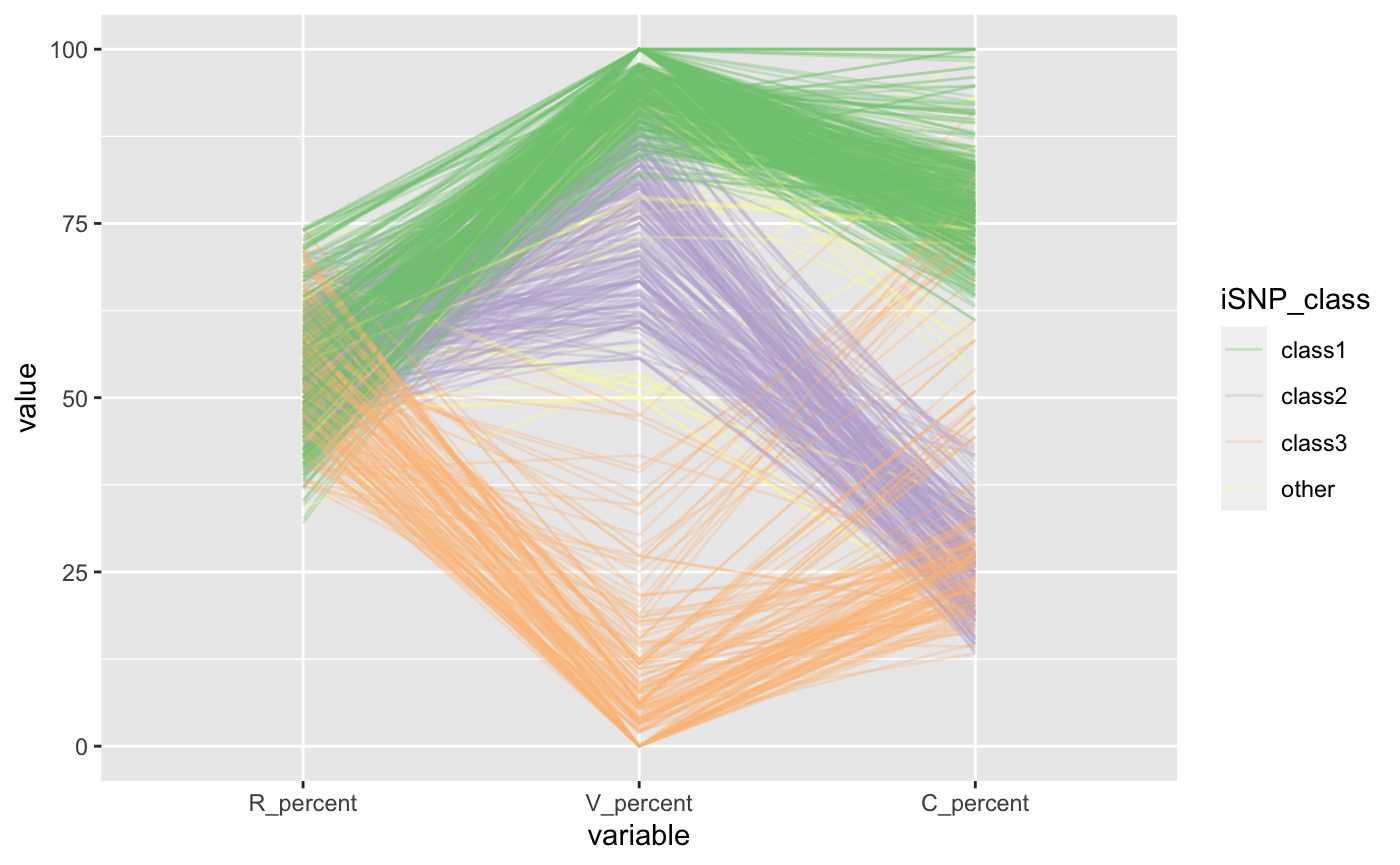 100
75
50
25
0
value
R_percent
V_percent
C_percent
variable
iSNP_class
class1
class2
class3
other